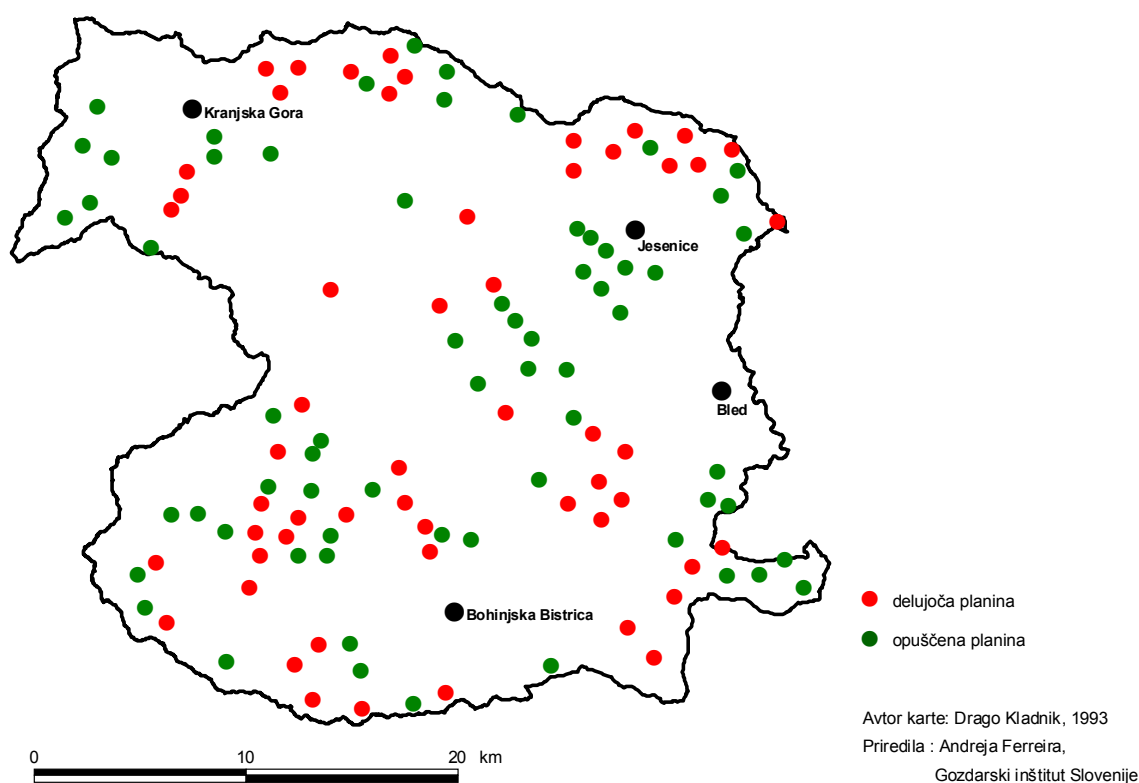 Kranjska Gora
Jesenice
Bled
Bohinjska Bistrica
delujoča planina
opuščena planina
Avtor karte: Drago Kladnik, 1993
Priredila : Andreja Ferreira,
Gozdarski inštitut Slovenije
0 10 20 km